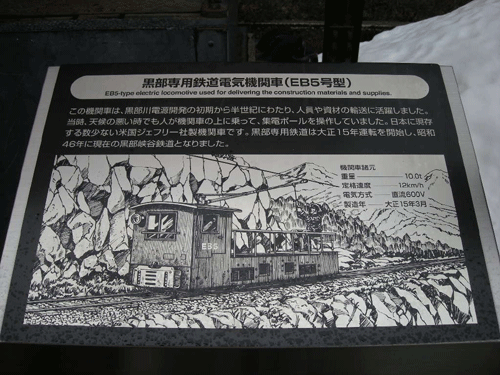 黒部専用鉄道電気機関車(EB5号型)
EB5-type electric locomotive used for delivering the construction materials and supplies.
この機関車は、黒部川電源開発の初期から半世紀にわたり、人員や資材の輸送に活躍しました。
当時、天候の悪い時でも人が機関車の上に乗って、集電ポールを操作していました。日本に現存
する数少ない米国ジェフリー社製機関車です。黒部専用鉄道は大正15年運転を開始し、昭和
46年に現在の黒部峡谷鉄道となりました。
機関車諸元
重量 10.0t
定格速度 12km/h
電気方式 直流600V
製造年 大正15年3月
EB5